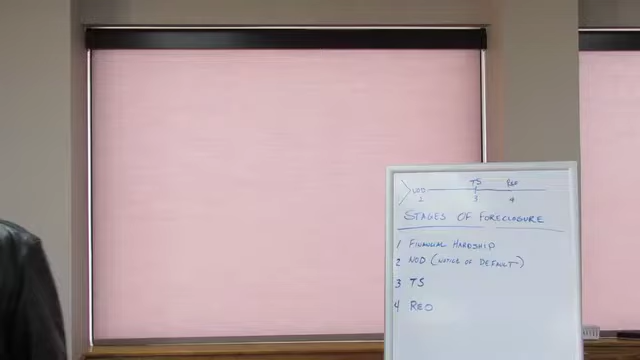 NOD TS REO
2 3 4
STAGES OF FORECLOSURE
1 FINANCIAL HARDSHIP
2 NOD (NOTICE OF DEFAULT)
3 TS
4 REO